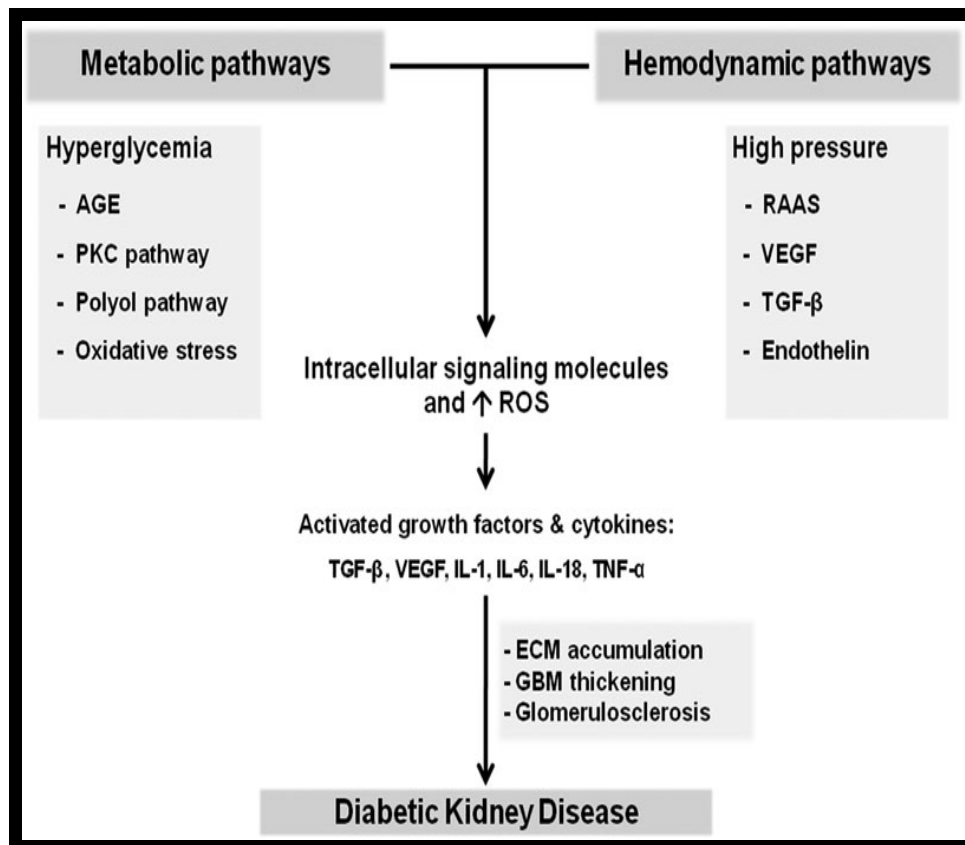 Metabolic pathways
Hemodynamic pathways
Hyperglycemia
- AGE
- PKC pathway
- Polyol pathway
- Oxidative stress
High pressure
- RAAS
- VEGF
- TGF-β
- Endothelin
Intracellular signaling molecules
and ↑ ROS
Activated growth factors & cytokines:
TGF-β, VEGF, IL-1, IL-6, IL-18, TNF-α
- ECM accumulation
- GBM thickening
- Glomerulosclerosis
Diabetic Kidney Disease